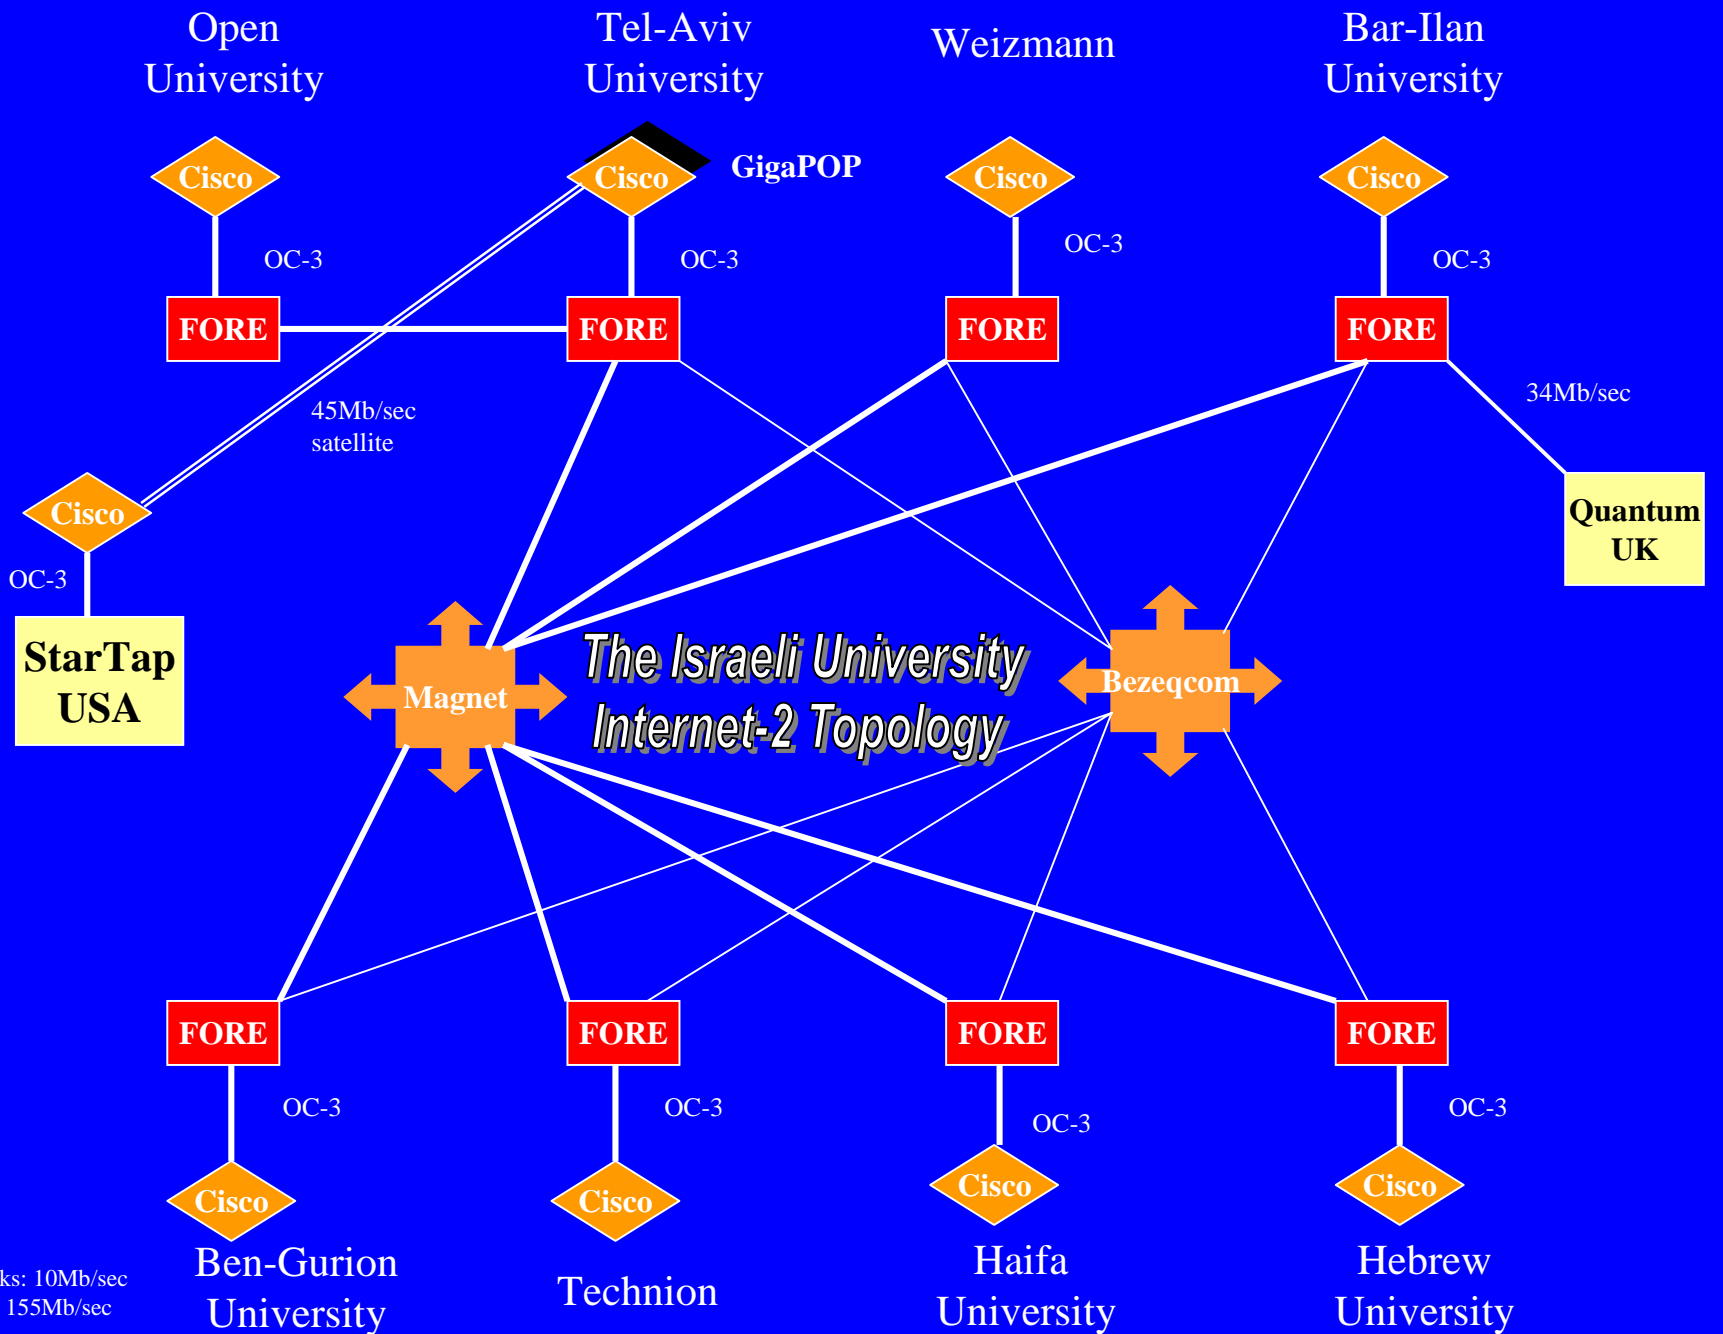 Open
University
Tel-Aviv
University
Weizmann
Bar-Ilan
University
Cisco
Cisco
GigaPOP
Cisco
Cisco
OC-3
OC-3
OC-3
OC-3
FORE
FORE
FORE
FORE
45Mb/sec
satellite
34Mb/sec
Cisco
Quantum
UK
OC-3
StarTap
USA
Magnet
The Israeli University
Internet-2 Topology
Bezeqcom
FORE
FORE
FORE
FORE
OC-3
OC-3
OC-3
OC-3
Cisco
Cisco
Cisco
Cisco
Ben-Gurion
University
Technion
Haifa
University
Hebrew
University
10Mb/sec
155Mb/sec